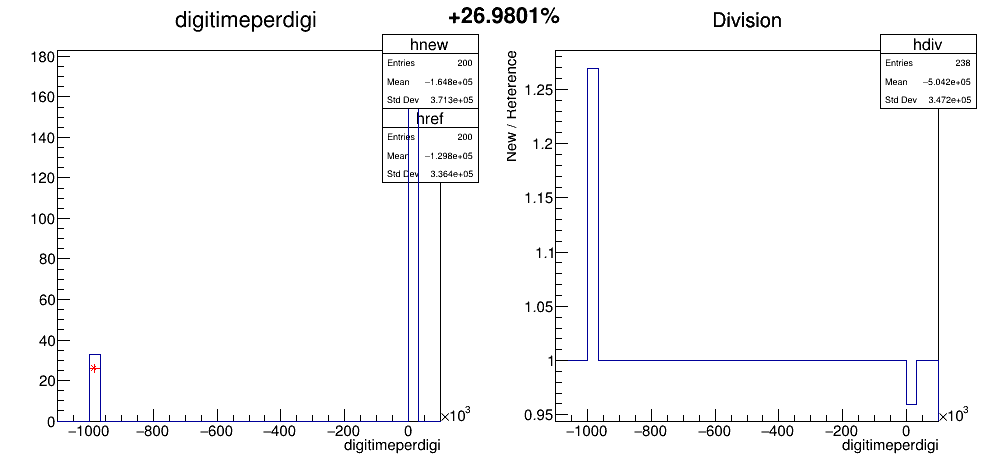 digitimeperdigi
+26.9801%
Division
hnew
Entries 200
Mean −1.648e+05
Std Dev 3.713e+05
href
Entries 200
Mean −1.298e+05
Std Dev 3.364e+05
180
160
140
120
100
80
60
40
20
0
−1000 −800 −600 −400 −200 0
×10³
digitimeperdigi
hdiv
Entries 238
Mean −5.042e+05
Std Dev 3.472e+05
New / Reference
1.25
1.2
1.15
1.1
1.05
1
0.95
−1000 −800 −600 −400 −200 0
×10³
digitimeperdigi